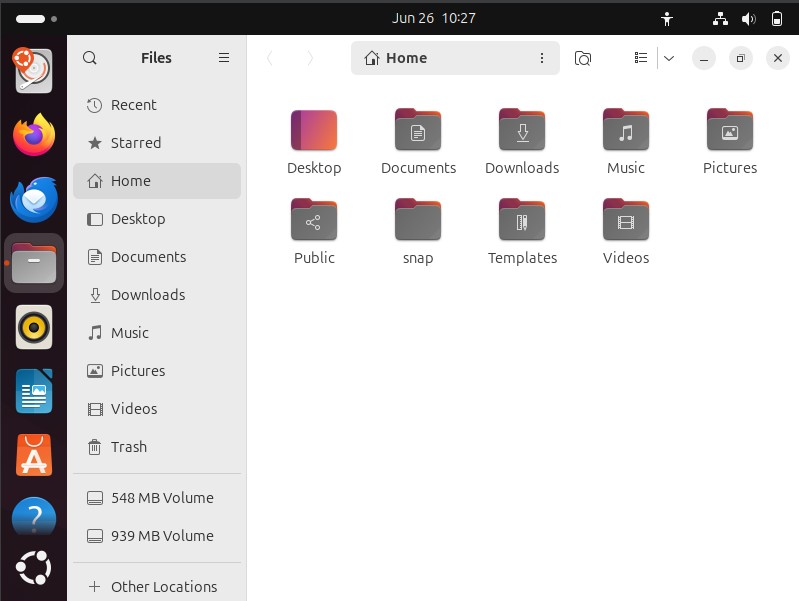 Jun 26 10:27
Files
Home
Recent
Starred
Home
Desktop
Documents
Downloads
Music
Pictures
Videos
Trash
548 MB Volume
939 MB Volume
Other Locations
Desktop Documents Downloads Music Pictures
Public snap Templates Videos